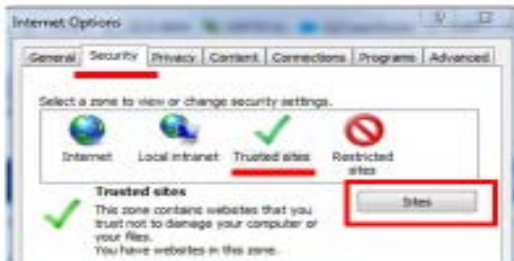 Internet Options
General Security Privacy Content Connections Programs Advanced
Select a zone to view or change security settings.
Internet Local intranet Trusted sites Restricted sites
Trusted sites
Sites
This zone contains websites that you
trust not to damage your computer or
your files.
You have websites in this zone.